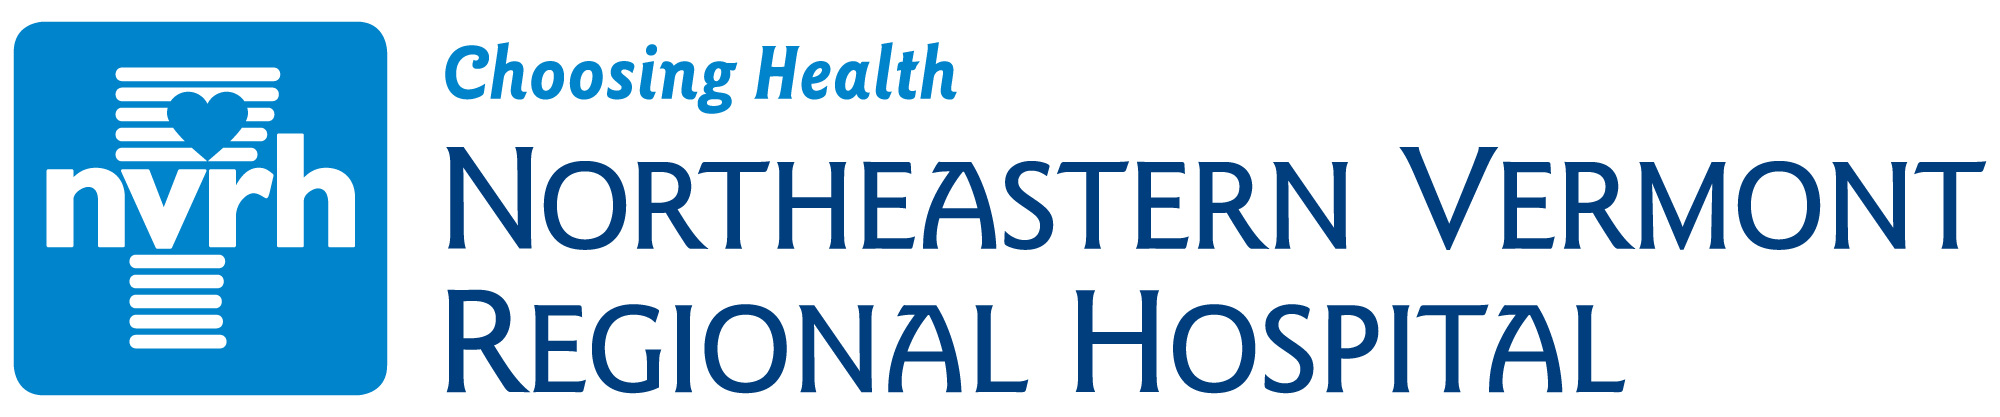 nvrh
Choosing Health
NORTHEASTERN VERMONT
REGIONAL HOSPITAL